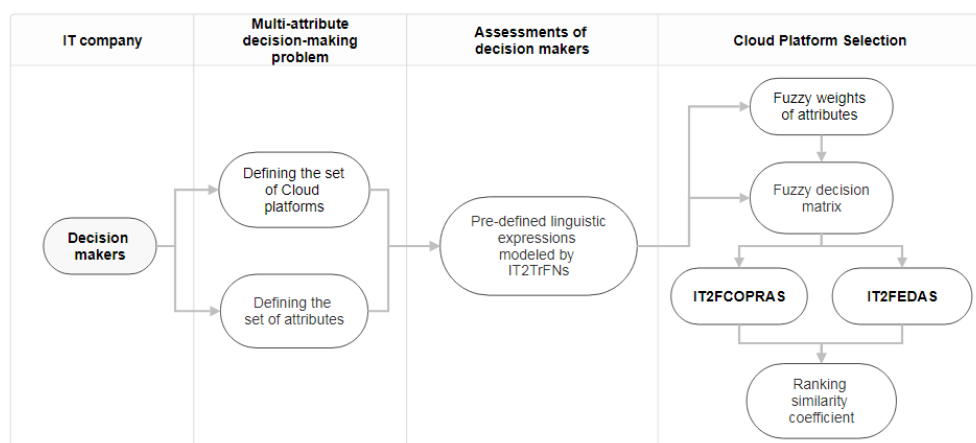 IT company
Multi-attribute
decision-making
problem
Assessments of
decision makers
Cloud Platform Selection
Decision
makers
Defining the set
of Cloud
platforms
Defining the
set of attributes
Pre-defined linguistic
expressions
modeled by
IT2TrFNs
Fuzzy weights
of attributes
Fuzzy decision
matrix
IT2FCOPRAS
IT2FEDAS
Ranking
similarity
coefficient